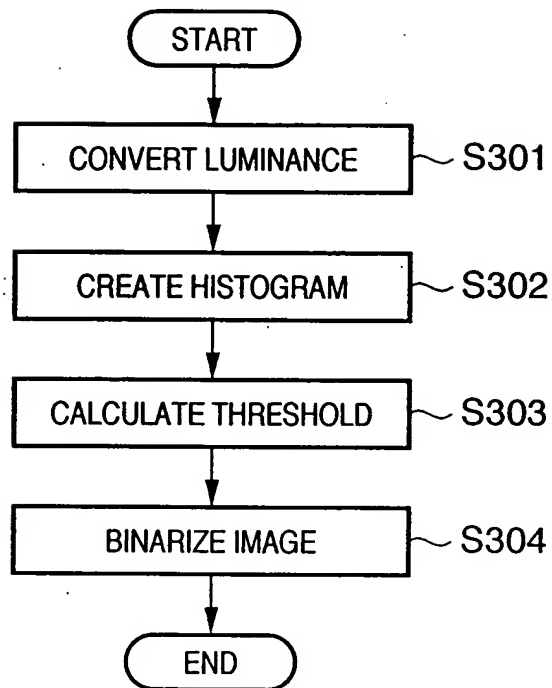 START
CONVERT LUMINANCE S301
CREATE HISTOGRAM S302
CALCULATE THRESHOLD S303
BINARIZE IMAGE S304
END